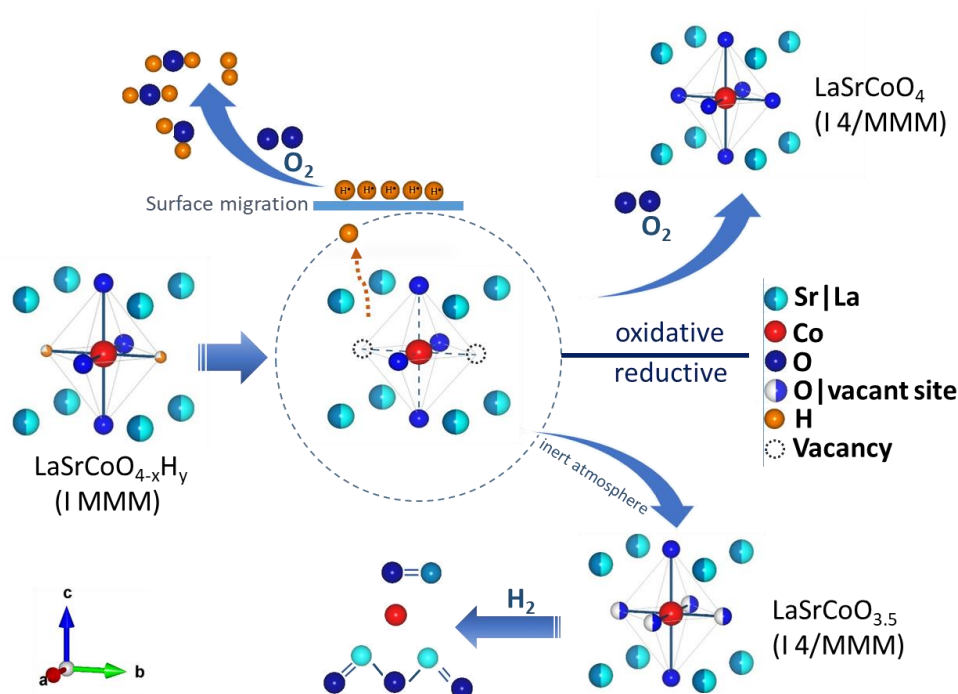 LaSrCoO4
(I 4/MMM)
O2
H• H• H• H• H•
Surface migration
O2
Sr|La
Co
O
O|vacant site
H
Vacancy
oxidative
reductive
LaSrCoO4-xHy
(I MMM)
inert atmosphere
H2
LaSrCoO3.5
(I 4/MMM)
c
a
b